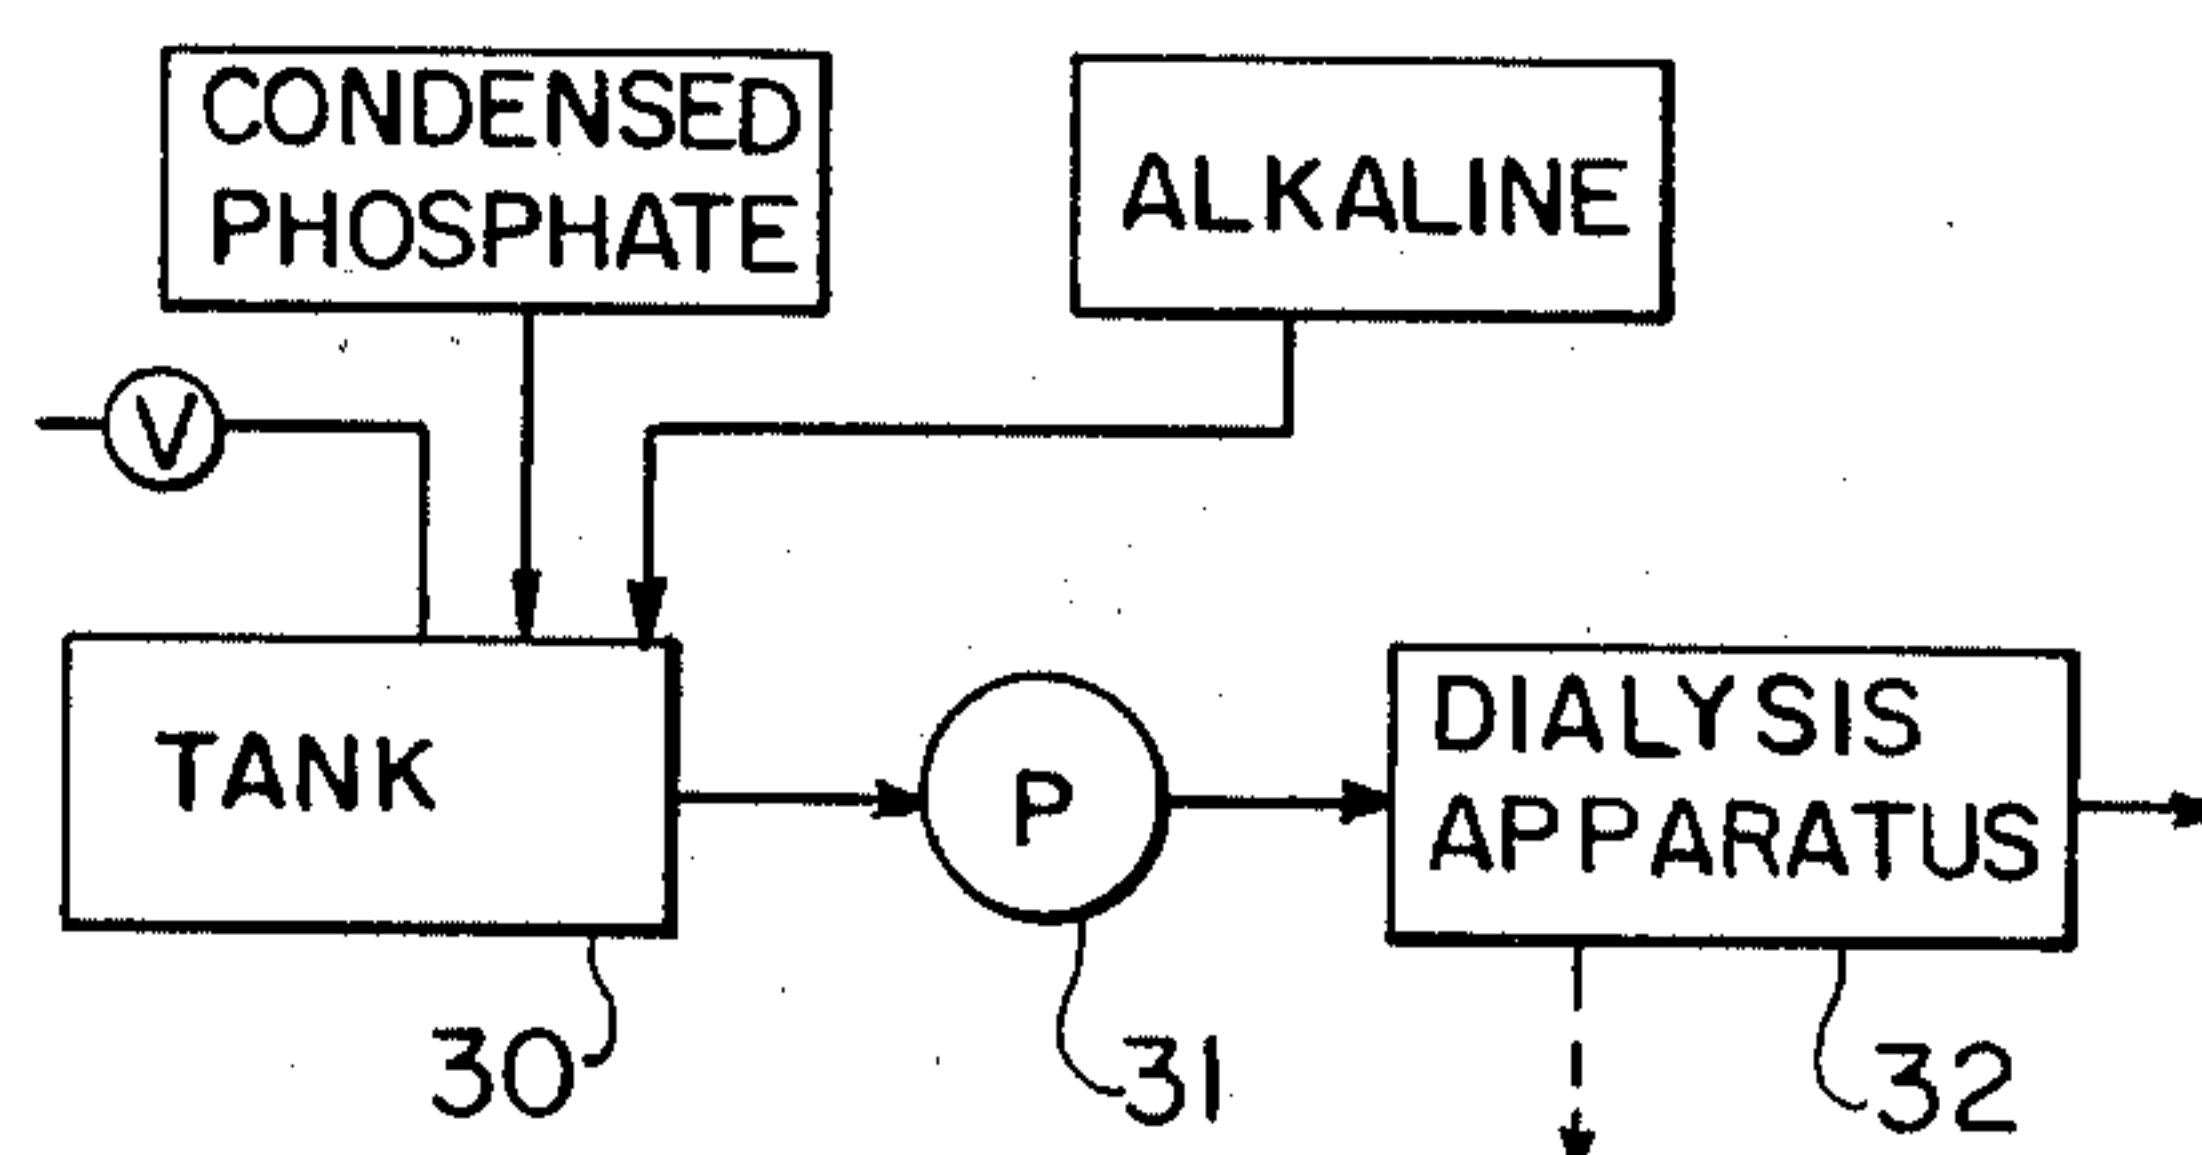 CONDENSED
PHOSPHATE
ALKALINE
V
TANK
P
DIALYSIS
APPARATUS
30
31
32